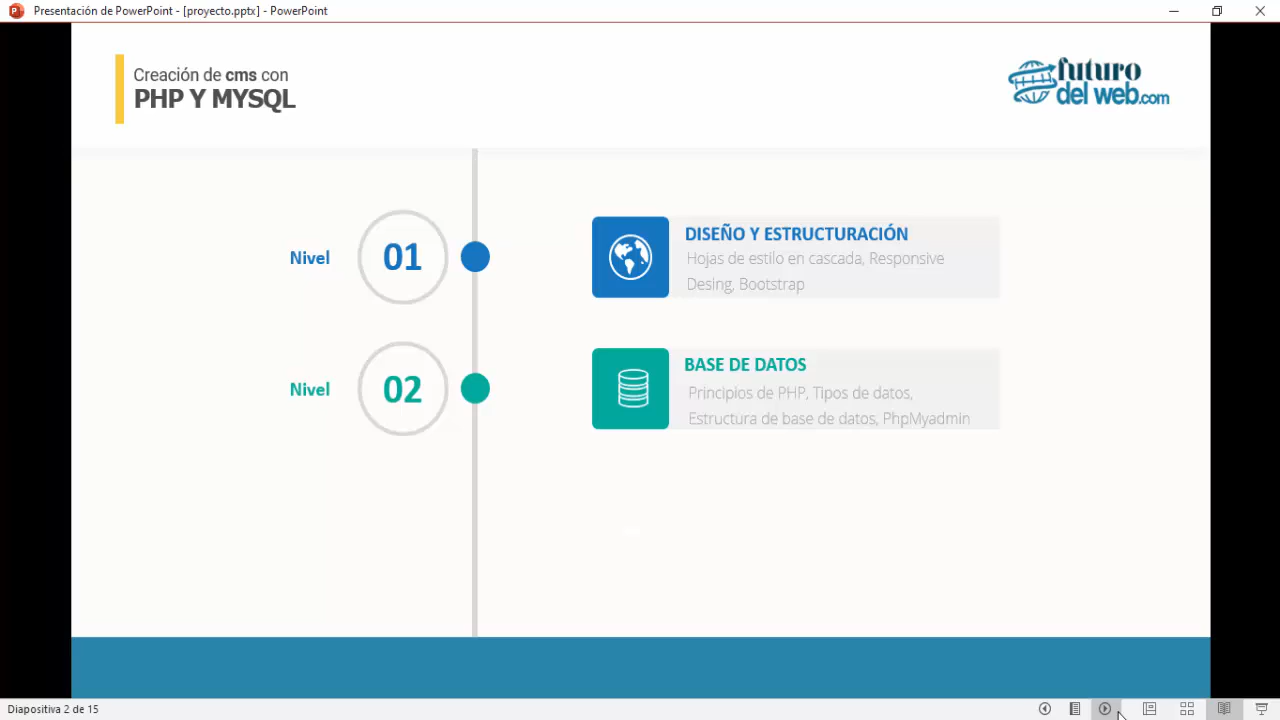 Presentación de PowerPoint - [proyecto.pptx] - PowerPoint
Creación de cms con
PHP Y MYSQL
futuro
del web.com
Nivel
01
DISEÑO Y ESTRUCTURACIÓN
Hojas de estilo en cascada, Responsive
Desing, Bootstrap
Nivel
02
BASE DE DATOS
Principios de PHP, Tipos de datos,
Estructura de base de datos, PhpMyadmin
Diapositiva 2 de 15